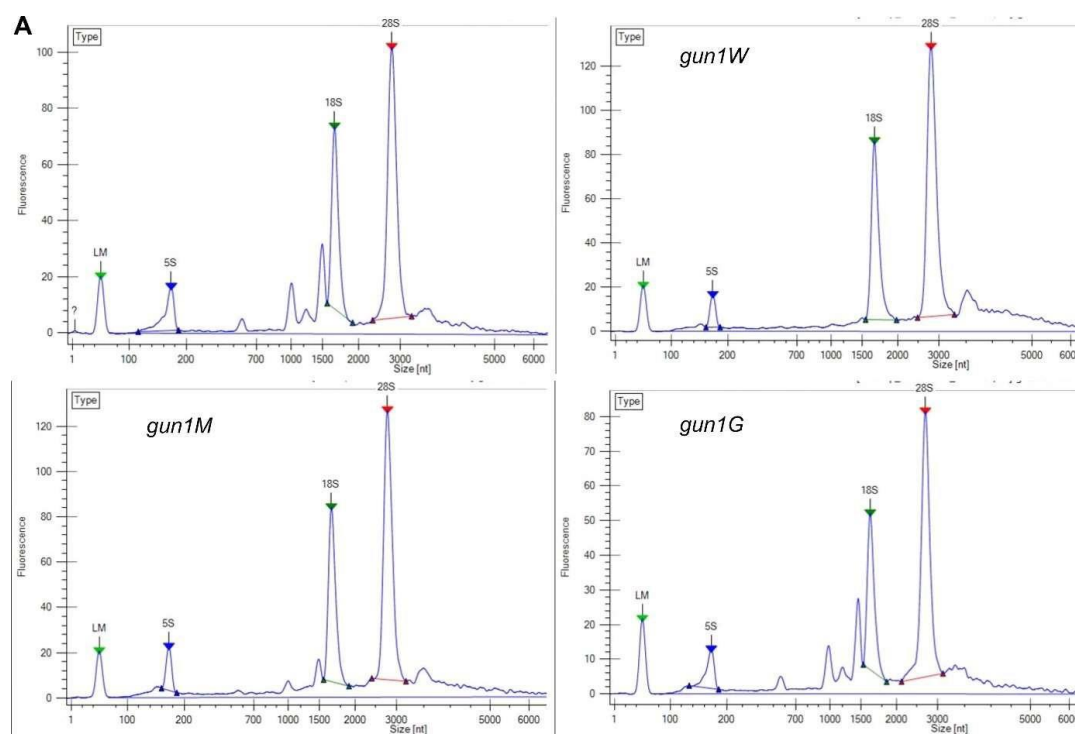 A
Type
28S
18S
LM
5S
?
Fluorescence
100
80
60
40
20
0
1
100
200
700
1000
1500
2000
3000
5000
6000
Size [nt]
Type
gun1W
28S
18S
LM
5S
Fluorescence
120
100
80
60
40
20
0
1
100
200
700
1000
1500
2000
3000
5000
Size [nt]
Type
gun1M
28S
18S
LM
5S
Fluorescence
120
100
80
60
40
20
0
1
100
200
700
1000
1500
2000
3000
5000
6000
Size [nt]
Type
gun1G
28S
18S
LM
5S
Fluorescence
80
70
60
50
40
30
20
10
0
1
100
200
700
1000
1500
2000
3000
5000
Size [nt]